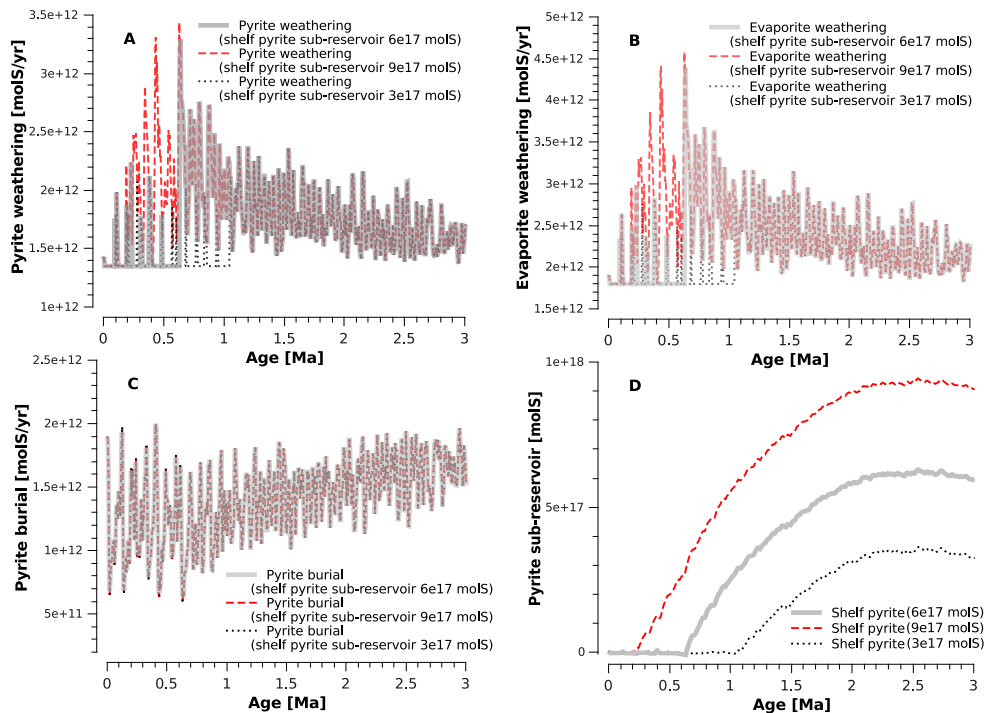 A
Pyrite weathering
(shelf pyrite sub-reservoir 6e17 molS)
Pyrite weathering
(shelf pyrite sub-reservoir 9e17 molS)
Pyrite weathering
(shelf pyrite sub-reservoir 3e17 molS)
Pyrite weathering [molS/yr]
3.5e+12
3e+12
2.5e+12
2e+12
1.5e+12
1e+12
0 0.5 1 1.5 2 2.5 3
Age [Ma]
B
Evaporite weathering
(shelf pyrite sub-reservoir 6e17 molS)
Evaporite weathering
(shelf pyrite sub-reservoir 9e17 molS)
Evaporite weathering
(shelf pyrite sub-reservoir 3e17 molS)
Evaporite weathering [molS/yr]
5e+12
4.5e+12
4e+12
3.5e+12
3e+12
2.5e+12
2e+12
1.5e+12
0 0.5 1 1.5 2 2.5 3
Age [Ma]
C
Pyrite burial [molS/yr]
2.5e+12
2e+12
1.5e+12
1e+12
5e+11
Pyrite burial
(shelf pyrite sub-reservoir 6e17 molS)
Pyrite burial
(shelf pyrite sub-reservoir 9e17 molS)
Pyrite burial
(shelf pyrite sub-reservoir 3e17 molS)
0 0.5 1 1.5 2 2.5 3
Age [Ma]
D
Pyrite sub-reservoir [molS]
1e+18
5e+17
0
Shelf pyrite (6e17 molS)
Shelf pyrite (9e17 molS)
Shelf pyrite (3e17 molS)
0 0.5 1 1.5 2 2.5 3
Age [Ma]